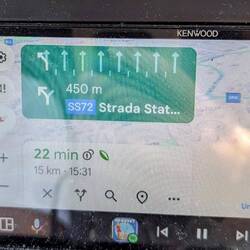 KENWOOD
450 m
SS72 Strada Stat...
22 min
15 km · 15:31